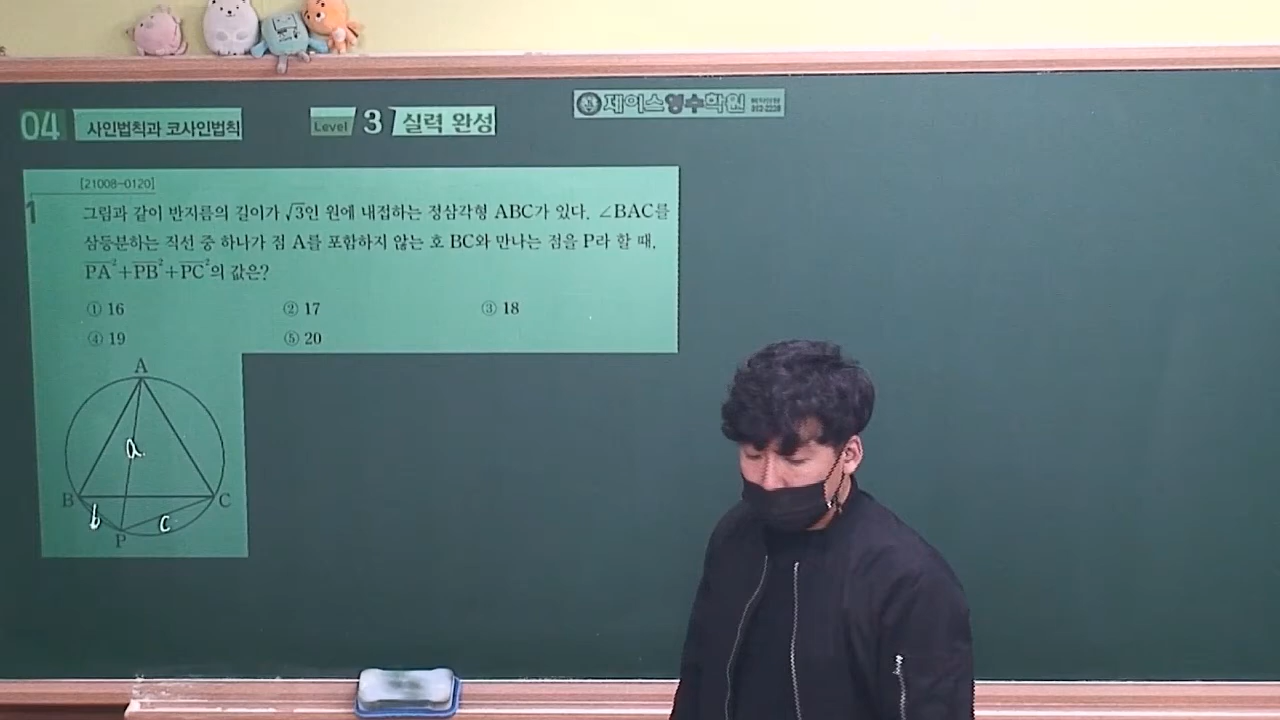 04 사인법칙과 코사인법칙 Level 3 실력 완성
제이스영수학원
[21008-0120]
1 그림과 같이 반지름의 길이가 √3인 원에 내접하는 정삼각형 ABC가 있다. ∠BAC를
삼등분하는 직선 중 하나가 점 A를 포함하지 않는 호 BC와 만나는 점을 P라 할 때,
PA²+PB²+PC²의 값은?
① 16 ② 17 ③ 18
④ 19 ⑤ 20
A
a
B C
b c
P